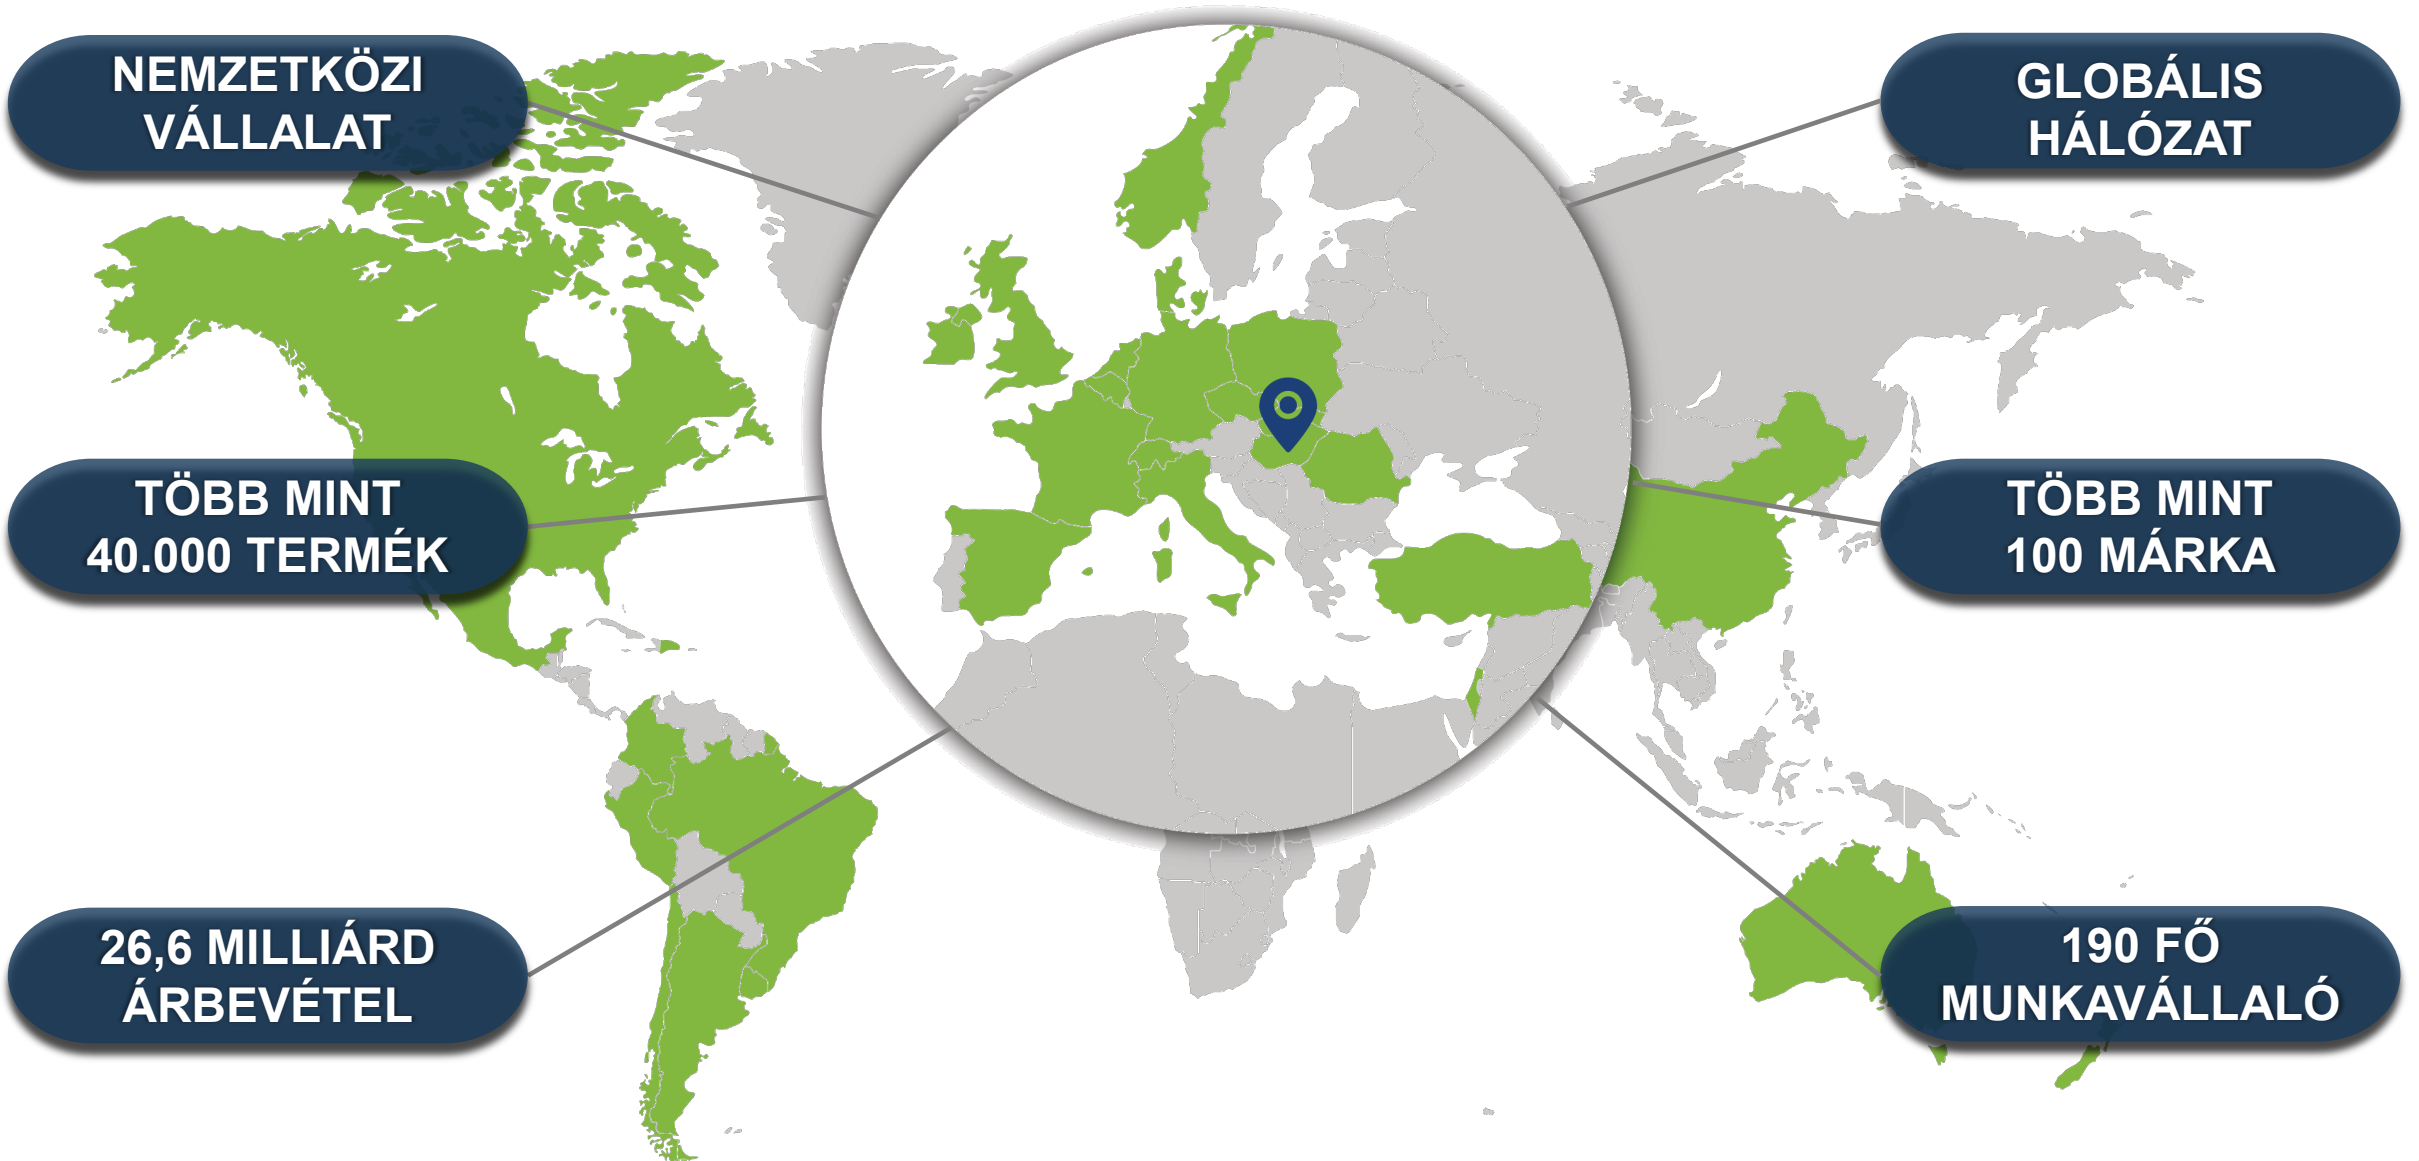 NEMZETKÖZI
VÁLLALAT
GLOBÁLIS
HÁLÓZAT
TÖBB MINT
40.000 TERMÉK
TÖBB MINT
100 MÁRKA
26,6 MILLIÁRD
ÁRBEVÉTEL
190 FŐ
MUNKAVÁLLALÓ